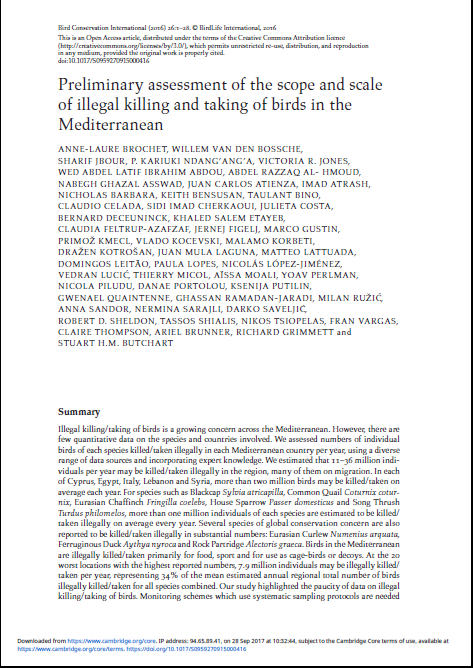 Bird Conservation International (2016) 26:1–28. © BirdLife International, 2016
This is an Open Access article, distributed under the terms of the Creative Commons Attribution licence
(http://creativecommons.org/licenses/by/3.0/), which permits unrestricted re-use, distribution, and reproduction
in any medium, provided the original work is properly cited.
doi:10.1017/S0959270915000416
Preliminary assessment of the scope and scale
of illegal killing and taking of birds in the
Mediterranean
ANNE-LAURE BROCHET, WILLEM VAN DEN BOSSCHE,
SHARIF JBOUR, P. KARIUKI NDANG'ANG'A, VICTORIA R. JONES,
WED ABDEL LATIF IBRAHIM ABDOU, ABDEL RAZZAQ AL- HMOUD,
NABEGH GHAZAL ASSWAD, JUAN CARLOS ATIENZA, IMAD ATRASH,
NICHOLAS BARBARA, KEITH BENSUSAN, TAULANT BINO,
CLAUDIO CELADA, SIDI IMAD CHERKAOUI, JULIETA COSTA,
BERNARD DECEUNINCK, KHALED SALEM ETAYEB,
CLAUDIA FELTRUP-AZAFZAF, JERNEJ FIGELJ, MARCO GUSTIN,
PRIMOŽ KMECL, VLADO KOCEVSKI, MALAMO KORBETI,
DRAŽEN KOTROŠAN, JUAN MULA LAGUNA, MATTEO LATTUADA,
DOMINGOS LEITÃO, PAULA LOPES, NICOLÁS LÓPEZ-JIMÉNEZ,
VEDRAN LUCIĆ, THIERRY MICOL, AÏSSA MOALI, YOAV PERLMAN,
NICOLA PILUDU, DANAE PORTOLOU, KSENIJA PUTILIN,
GWENAEL QUAINTENNE, GHASSAN RAMADAN-JARADI, MILAN RUŽIĆ,
ANNA SANDOR, NERMINA SARAJLI, DARKO SAVELJIĆ,
ROBERT D. SHELDON, TASSOS SHIALIS, NIKOS TSIOPELAS, FRAN VARGAS,
CLAIRE THOMPSON, ARIEL BRUNNER, RICHARD GRIMMETT and
STUART H.M. BUTCHART
Summary
Illegal killing/taking of birds is a growing concern across the Mediterranean. However, there are
few quantitative data on the species and countries involved. We assessed numbers of individual
birds of each species killed/taken illegally in each Mediterranean country per year, using a diverse
range of data sources and incorporating expert knowledge. We estimated that 11–36 million indi-
viduals per year may be killed/taken illegally in the region, many of them on migration. In each
of Cyprus, Egypt, Italy, Lebanon and Syria, more than two million birds may be killed/taken on
average each year. For species such as Blackcap Sylvia atricapilla, Common Quail Coturnix cotur-
nix, Eurasian Chaffinch Fringilla coelebs, House Sparrow Passer domesticus and Song Thrush
Turdus philomelos, more than one million individuals of each species are estimated to be killed/
taken illegally on average every year. Several species of global conservation concern are also
reported to be killed/taken illegally in substantial numbers: Eurasian Curlew Numenius arquata,
Ferruginous Duck Aythya nyroca and Rock Partridge Alectoris graeca. Birds in the Mediterranean
are illegally killed/taken primarily for food, sport and for use as cage-birds or decoys. At the 20
worst locations with the highest reported numbers, 7.9 million individuals may be illegally killed/
taken per year, representing 34% of the mean estimated annual regional total number of birds
illegally killed/taken for all species combined. Our study highlighted the paucity of data on illegal
killing/taking of birds. Monitoring schemes which use systematic sampling protocols are needed
Downloaded from https://www.cambridge.org/core. IP address: 94.65.89.41, on 28 Sep 2017 at 10:32:44, subject to the Cambridge Core terms of use, available at
https://www.cambridge.org/core/terms. https://doi.org/10.1017/S0959270915000416